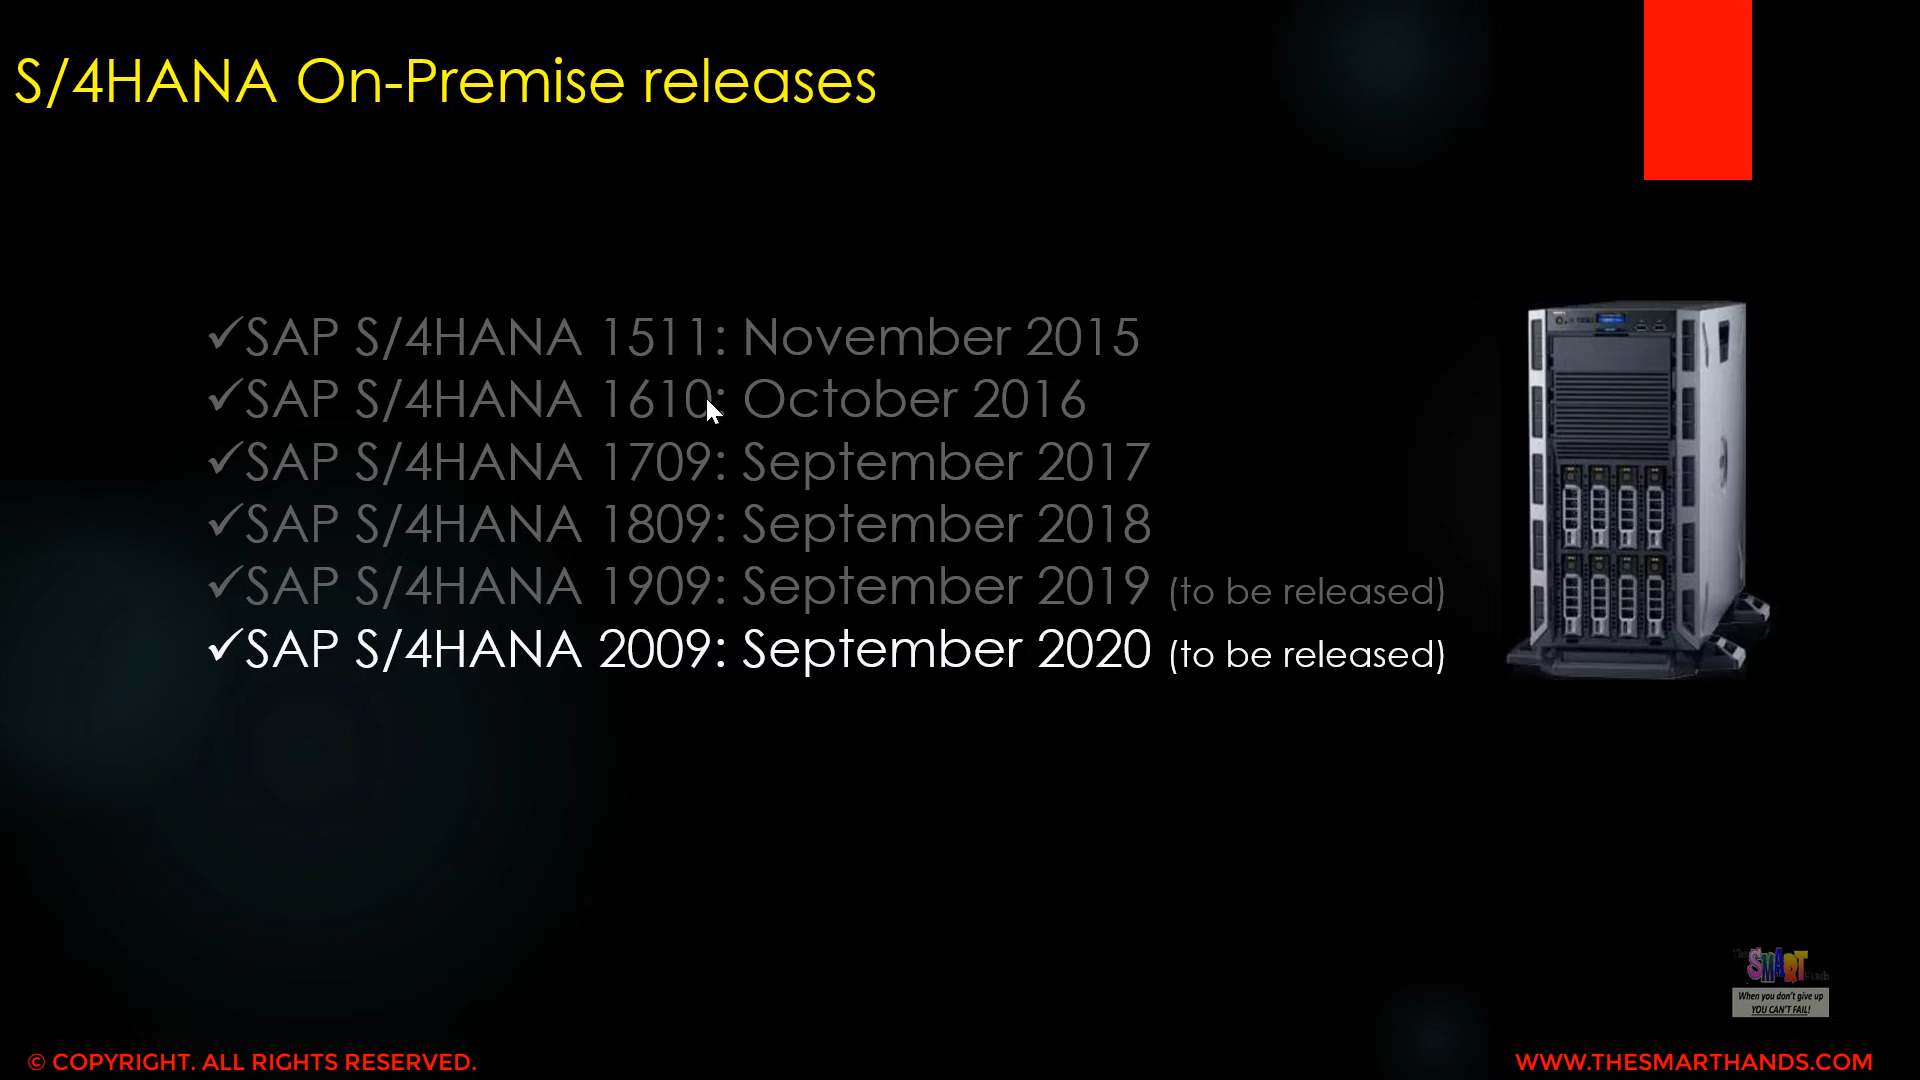 S/4HANA On-Premise releases
✓SAP S/4HANA 1511: November 2015
✓SAP S/4HANA 1610: October 2016
✓SAP S/4HANA 1709: September 2017
✓SAP S/4HANA 1809: September 2018
✓SAP S/4HANA 1909: September 2019 (to be released)
✓SAP S/4HANA 2009: September 2020 (to be released)
SMART
When you don't give up
YOU CAN'T FAIL!
© COPYRIGHT. ALL RIGHTS RESERVED.
WWW.THESMARTHANDS.COM